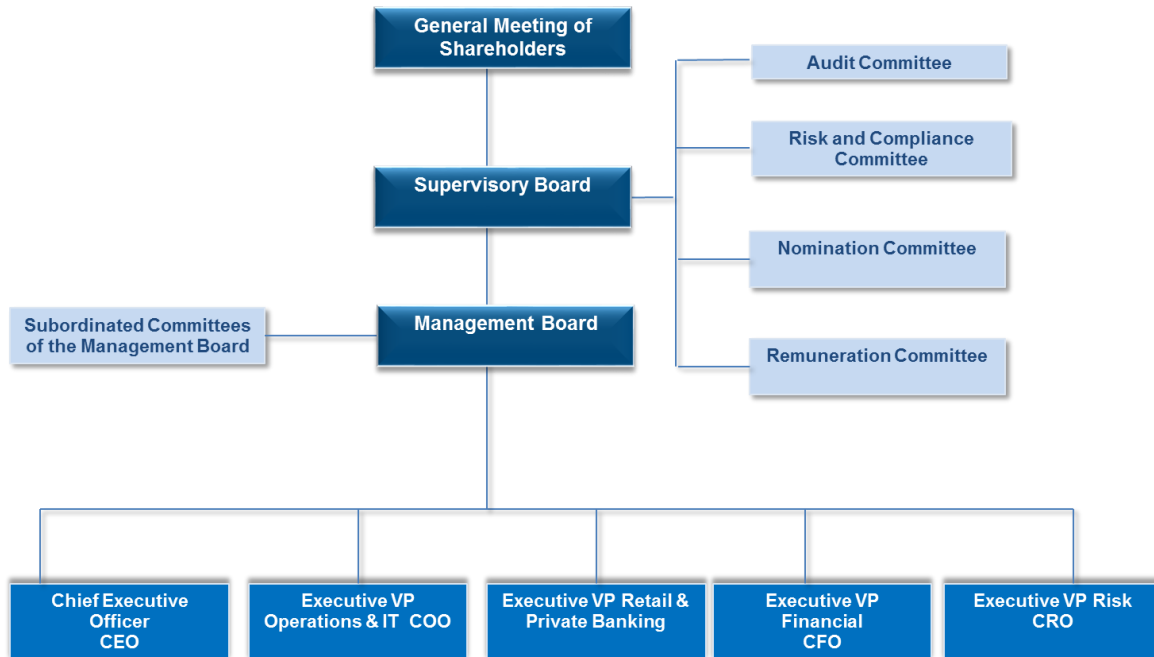 General Meeting of
Shareholders
Audit Committee
Risk and Compliance
Committee
Supervisory Board
Nomination Committee
Subordinated Committees
of the Management Board
Management Board
Remuneration Committee
Chief Executive
Officer
CEO
Executive VP
Operations & IT COO
Executive VP Retail &
Private Banking
Executive VP
Financial
CFO
Executive VP Risk
CRO